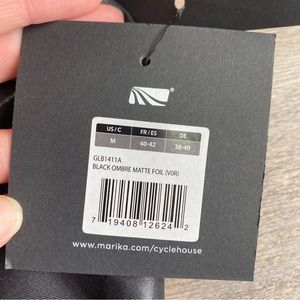 US / C FR / ES DE
M 40-42 38-40
GLB1411A
BLACK OMBRE MATTE FOIL (V0R)
7 19408 12624 2
www.marika.com/cyclehouse